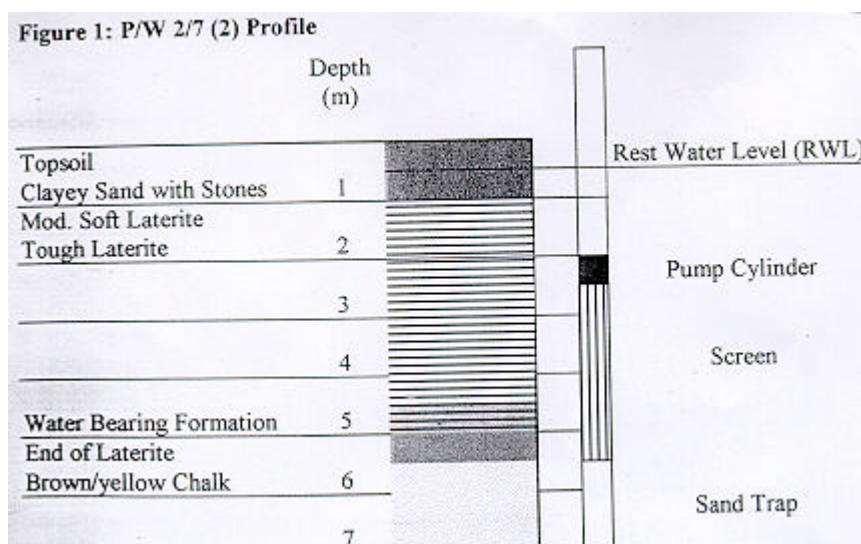 Figure 1: P/W 2/7 (2) Profile
Depth
(m)
Topsoil
Rest Water Level (RWL)
Clayey Sand with Stones 1
Mod. Soft Laterite
Tough Laterite 2
Pump Cylinder
3
4
Screen
Water Bearing Formation 5
End of Laterite
Brown/yellow Chalk 6
Sand Trap
7